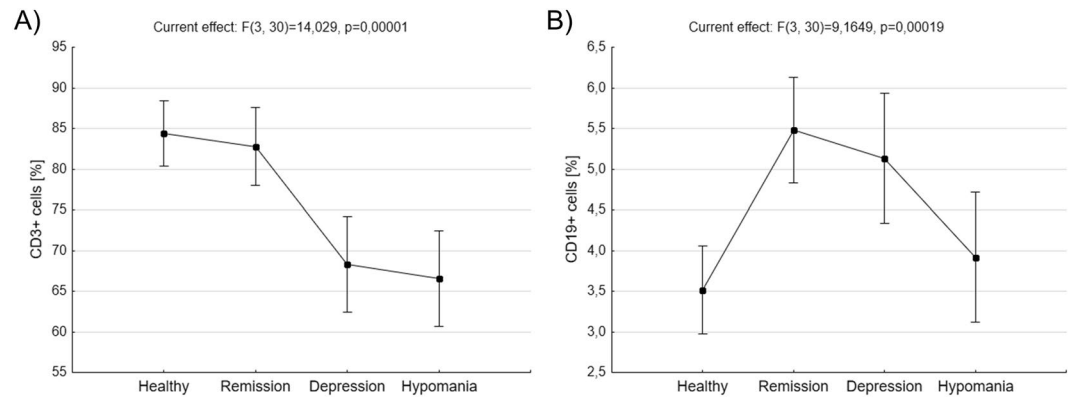 A)
Current effect: F(3, 30)=14,029, p=0,00001
95
90
85
80
75
70
65
60
55
CD3+ cells [%]
Healthy Remission Depression Hypomania
B)
Current effect: F(3, 30)=9,1649, p=0,00019
6,5
6,0
5,5
5,0
4,5
4,0
3,5
3,0
2,5
CD19+ cells [%]
Healthy Remission Depression Hypomania